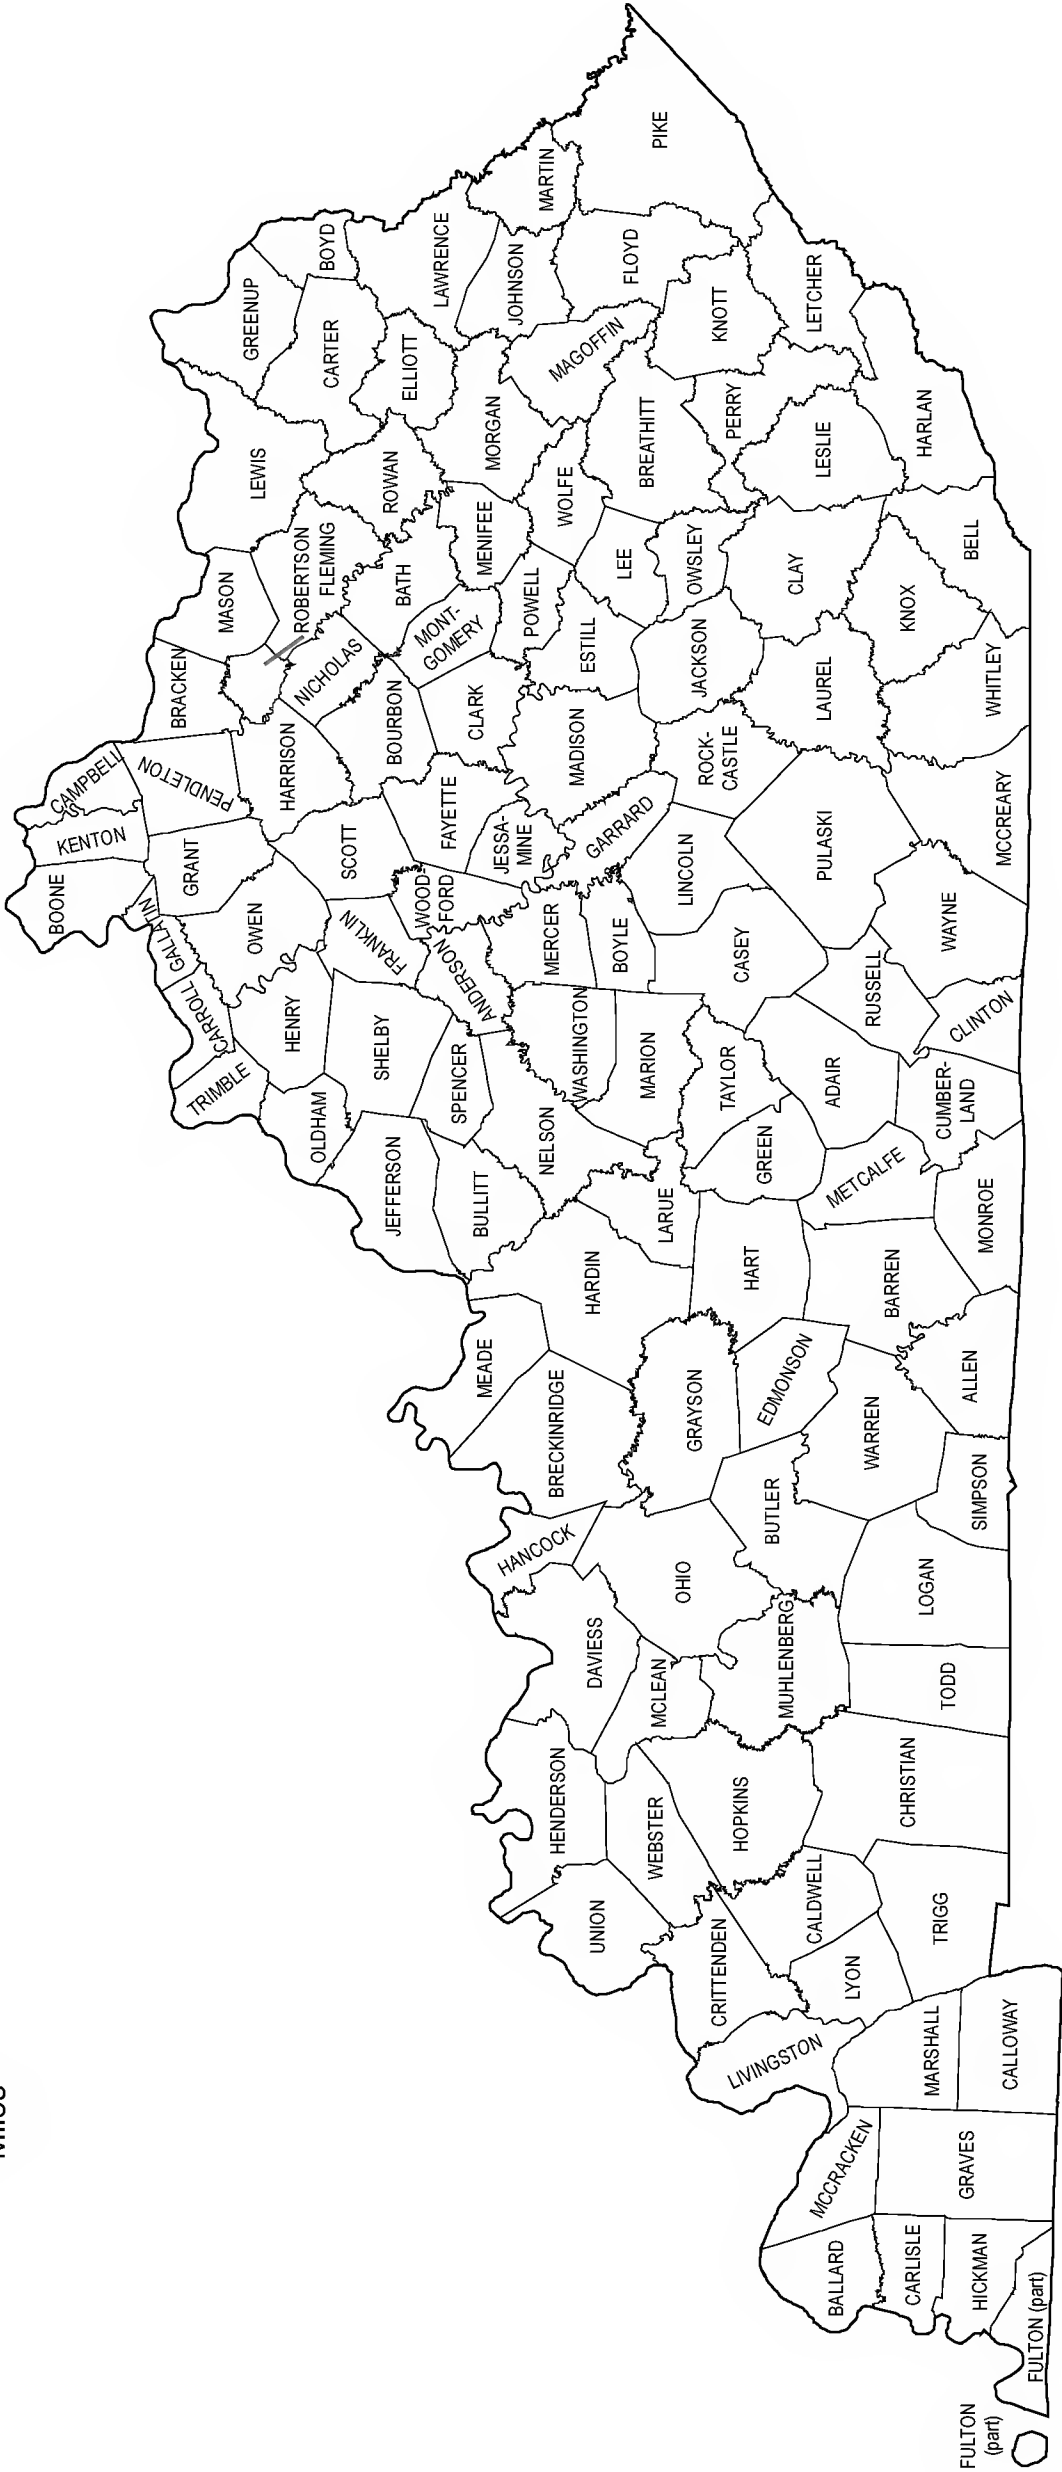 BOONE
KENTON
CAMPBELL
PENDLETON
BRACKEN
MASON
LEWIS
GREENUP
BOYD
GALLATIN
GRANT
ROBERTSON
FLEMING
CARTER
CARROLL
OWEN
HARRISON
NICHOLAS
ROWAN
ELLIOTT
LAWRENCE
TRIMBLE
HENRY
FRANKLIN
SCOTT
BOURBON
BATH
MORGAN
JOHNSON
MARTIN
OLDHAM
SHELBY
ANDERSON
WOOD-
FORD
FAYETTE
CLARK
MONT-
GOMERY
MENIFEE
MAGOFFIN
FLOYD
PIKE
JEFFERSON
SPENCER
MERCER
JESSA-
MINE
MADISON
POWELL
WOLFE
BREATHITT
KNOTT
BULLITT
NELSON
WASHINGTON
BOYLE
GARRARD
ESTILL
LEE
OWSLEY
PERRY
LETCHER
MEADE
HARDIN
LARUE
MARION
CASEY
LINCOLN
ROCK-
CASTLE
JACKSON
CLAY
LESLIE
HARLAN
HANCOCK
BRECKINRIDGE
GRAYSON
HART
GREEN
TAYLOR
ADAIR
RUSSELL
PULASKI
LAUREL
KNOX
BELL
HENDERSON
DAVIESS
OHIO
BUTLER
EDMONSON
BARREN
METCALFE
CUMBER-
LAND
CLINTON
WAYNE
MCCREARY
WHITLEY
UNION
WEBSTER
MCLEAN
MUHLENBERG
WARREN
ALLEN
MONROE
CRITTENDEN
HOPKINS
CHRISTIAN
TODD
LOGAN
SIMPSON
LIVINGSTON
CALDWELL
LYON
TRIGG
BALLARD
MCCRACKEN
MARSHALL
CALLOWAY
CARLISLE
GRAVES
HICKMAN
FULTON (part)
FULTON
(part)